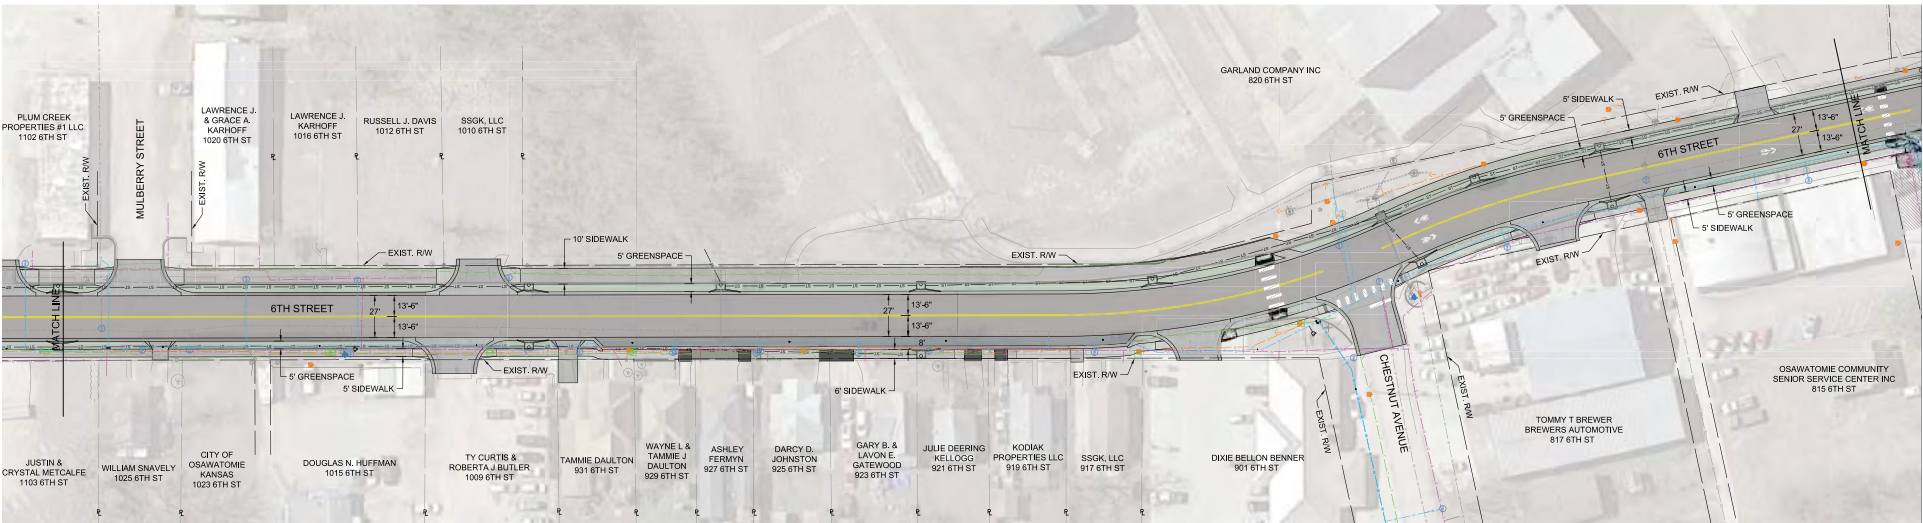 PLUM CREEK
PROPERTIES #1 LLC
1102 6TH ST
EXIST. R/W
MULBERRY STREET
EXIST. R/W
LAWRENCE J.
& GRACE A.
KARHOFF
1020 6TH ST
LAWRENCE J.
KARHOFF
1016 6TH ST
RUSSELL J. DAVIS
1012 6TH ST
SSGK, LLC
1010 6TH ST
GARLAND COMPANY INC
820 6TH ST
EXIST. R/W
10' SIDEWALK
5' GREENSPACE
EXIST. R/W
5' SIDEWALK
5' GREENSPACE
EXIST. R/W
6TH STREET
27'
13'-6"
13'-6"
MATCH LINE
5' GREENSPACE
5' SIDEWALK
EXIST. R/W
MATCH LINE
6TH STREET
27'
13'-6"
13'-6"
27'
13'-6"
13'-6"
8'
5' GREENSPACE
5' SIDEWALK
EXIST. R/W
6' SIDEWALK
EXIST. R/W
EXIST. R/W
CHESTNUT AVENUE
EXIST. R/W
JUSTIN &
CRYSTAL METCALFE
1103 6TH ST
WILLIAM SNAVELY
1025 6TH ST
CITY OF
OSAWATOMIE
KANSAS
1023 6TH ST
DOUGLAS N. HUFFMAN
1015 6TH ST
TY CURTIS &
ROBERTA J BUTLER
1009 6TH ST
TAMMIE DAULTON
931 6TH ST
WAYNE L &
TAMMIE J
DAULTON
929 6TH ST
ASHLEY
FERMYN
927 6TH ST
DARCY D.
JOHNSTON
925 6TH ST
GARY B. &
LAVON E.
GATEWOOD
923 6TH ST
JULIE DEERING
KELLOGG
921 6TH ST
KODIAK
PROPERTIES LLC
919 6TH ST
SSGK, LLC
917 6TH ST
DIXIE BELLON BENNER
901 6TH ST
TOMMY T BREWER
BREWERS AUTOMOTIVE
817 6TH ST
OSAWATOMIE COMMUNITY
SENIOR SERVICE CENTER INC
815 6TH ST